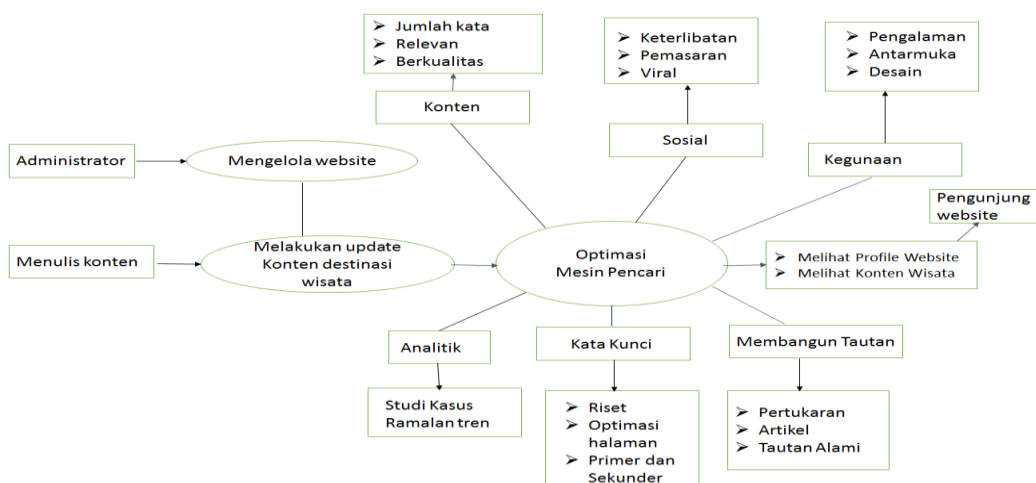 Jumlah kata
Relevan
Berkualitas
Keterlibatan
Pemasaran
Viral
Pengalaman
Antarmuka
Desain
Konten
Sosial
Kegunaan
Administrator
Mengelola website
Pengunjung
website
Menulis konten
Melakukan update
Konten destinasi
wisata
Optimasi
Mesin Pencari
Melihat Profile Website
Melihat Konten Wisata
Analitik
Kata Kunci
Membangun Tautan
Studi Kasus
Ramalan tren
Riset
Optimasi
halaman
Primer dan
Sekunder
Pertukaran
Artikel
Tautan Alami